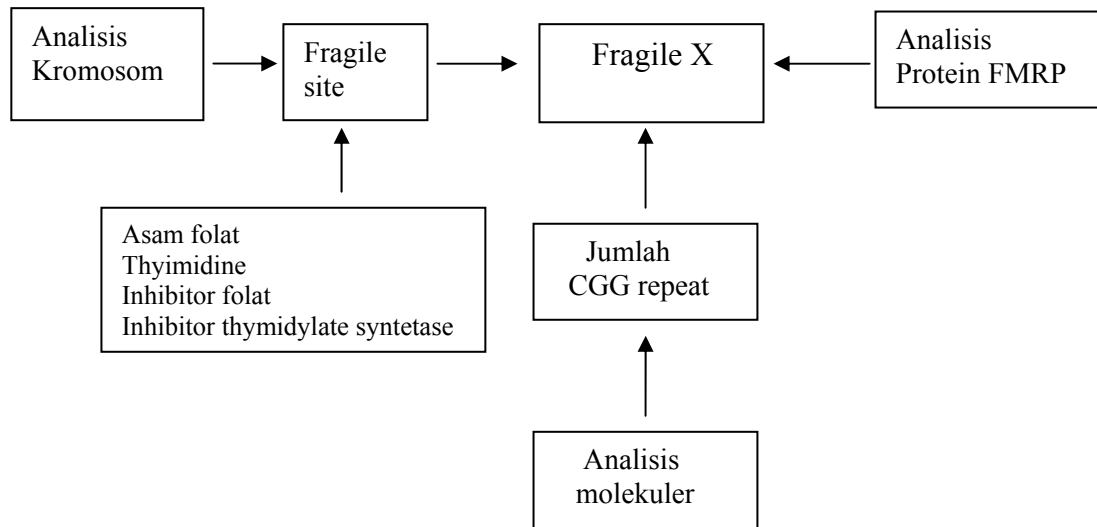 Analisis
Kromosom
Fragile
site
Fragile X
Analisis
Protein FMRP
Asam folat
Thyimidine
Inhibitor folat
Inhibitor thymidylate syntetase
Jumlah
CGG repeat
Analisis
molekuler